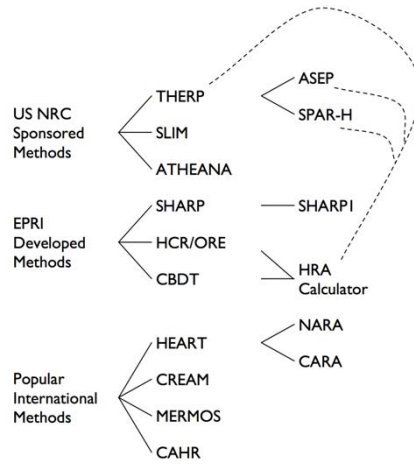 US NRC
Sponsored
Methods
THERP
SLIM
ATHEANA
ASEP
SPAR-H
EPRI
Developed
Methods
SHARP
HCR/ORE
CBDT
SHARP1
HRA
Calculator
Popular
International
Methods
HEART
CREAM
MERMOS
CAHR
NARA
CARA